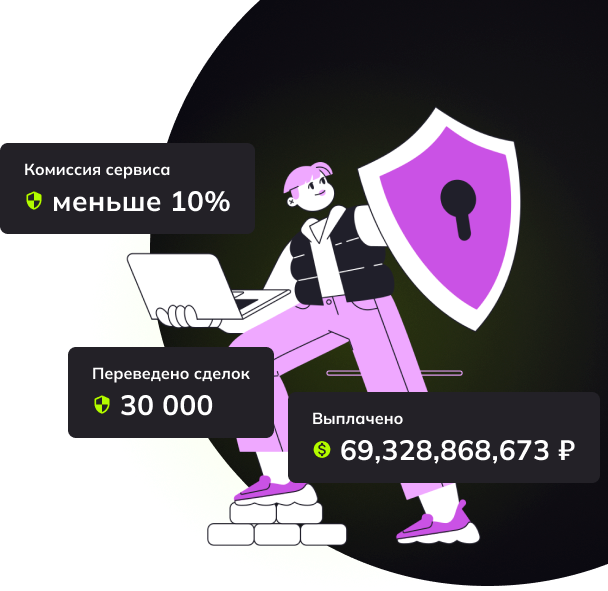 Комиссия сервиса
меньше 10%
Переведено сделок
30 000
Выплачено
69,328,868,673 ₽